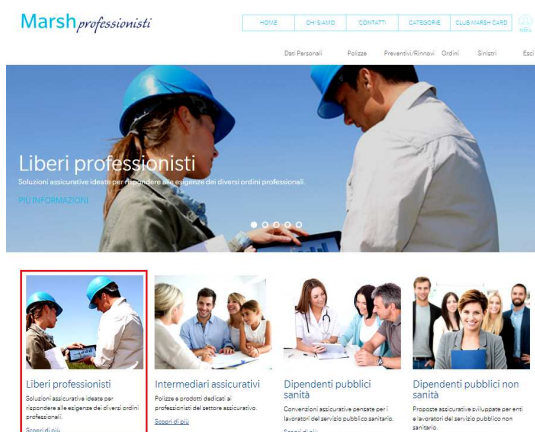 Marsh professionisti
HOME CHI SIAMO CONTATTI CATEGORIE CLUB MARSH CARD
Dati Personali Polizze Preventivi/Rinnovi Ordini Sinistri Esci
Liberi professionisti
Soluzioni assicurative ideate per rispondere alle esigenze dei diversi ordini professionali.
PIÙ INFORMAZIONI
Liberi professionisti
Soluzioni assicurative ideate per
rispondere alle esigenze dei diversi ordini
professionali.
Scopri di più
Intermediari assicurativi
Polizze e prodotti dedicati ai
professionisti del settore assicurativo.
Scopri di più
Dipendenti pubblici
sanità
Convenzioni assicurative pensate per i
lavoratori del servizio pubblico sanitario.
Scopri di più
Dipendenti pubblici non
sanità
Proposte assicurative sviluppate per enti
e lavoratori del servizio pubblico non
sanitario.